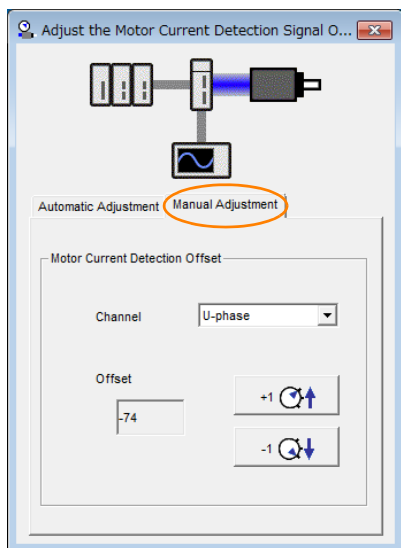 Adjust the Motor Current Detection Signal O...
Automatic Adjustment Manual Adjustment
Motor Current Detection Offset
Channel U-phase
Offset
-74
+1
-1